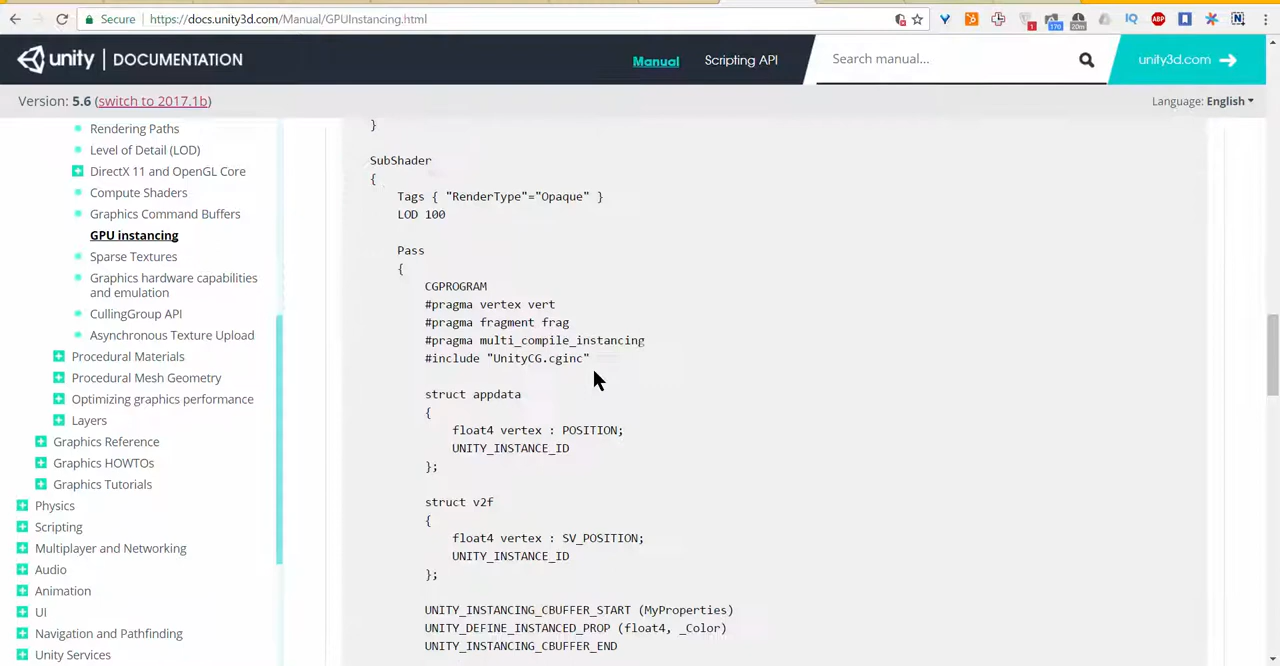 Secure https://docs.unity3d.com/Manual/GPUInstancing.html
1 170 20m IQ ABP N
unity DOCUMENTATION
Manual Scripting API
Search manual...
unity3d.com
Version: 5.6 (switch to 2017.1b)
Language: English
Rendering Paths
Level of Detail (LOD)
DirectX 11 and OpenGL Core
Compute Shaders
Graphics Command Buffers
GPU instancing
Sparse Textures
Graphics hardware capabilities
and emulation
CullingGroup API
Asynchronous Texture Upload
Procedural Materials
Procedural Mesh Geometry
Optimizing graphics performance
Layers
Graphics Reference
Graphics HOWTOs
Graphics Tutorials
Physics
Scripting
Multiplayer and Networking
Audio
Animation
UI
Navigation and Pathfinding
Unity Services
}
SubShader
{
Tags { "RenderType"="Opaque" }
LOD 100
Pass
{
CGPROGRAM
#pragma vertex vert
#pragma fragment frag
#pragma multi_compile_instancing
#include "UnityCG.cginc"
struct appdata
{
float4 vertex : POSITION;
UNITY_INSTANCE_ID
};
struct v2f
{
float4 vertex : SV_POSITION;
UNITY_INSTANCE_ID
};
UNITY_INSTANCING_CBUFFER_START (MyProperties)
UNITY_DEFINE_INSTANCED_PROP (float4, _Color)
UNITY_INSTANCING_CBUFFER_END